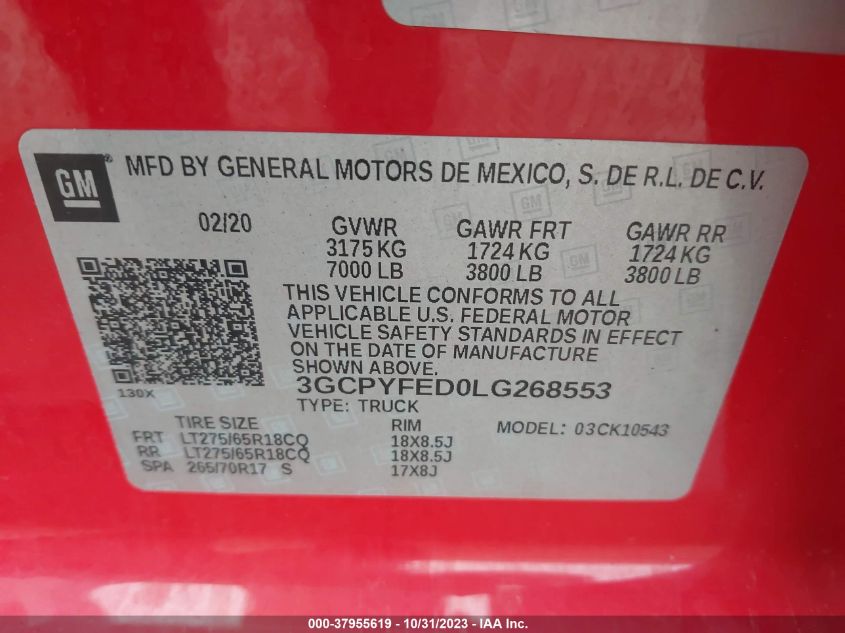 GM
MFD BY GENERAL MOTORS DE MEXICO, S. DE R.L. DE C.V.
02/20 GVWR GAWR FRT GAWR RR
3175 KG 1724 KG 1724 KG
7000 LB 3800 LB 3800 LB
THIS VEHICLE CONFORMS TO ALL
APPLICABLE U.S. FEDERAL MOTOR
VEHICLE SAFETY STANDARDS IN EFFECT
ON THE DATE OF MANUFACTURE
SHOWN ABOVE.
3GCPYFED0LG268553
130X TYPE: TRUCK
TIRE SIZE RIM MODEL: 03CK10543
FRT LT275/65R18CQ 18X8.5J
RR LT275/65R18CQ 18X8.5J
SPA 265/70R17 S 17X8J
000-37955619 - 10/31/2023 - IAA Inc.